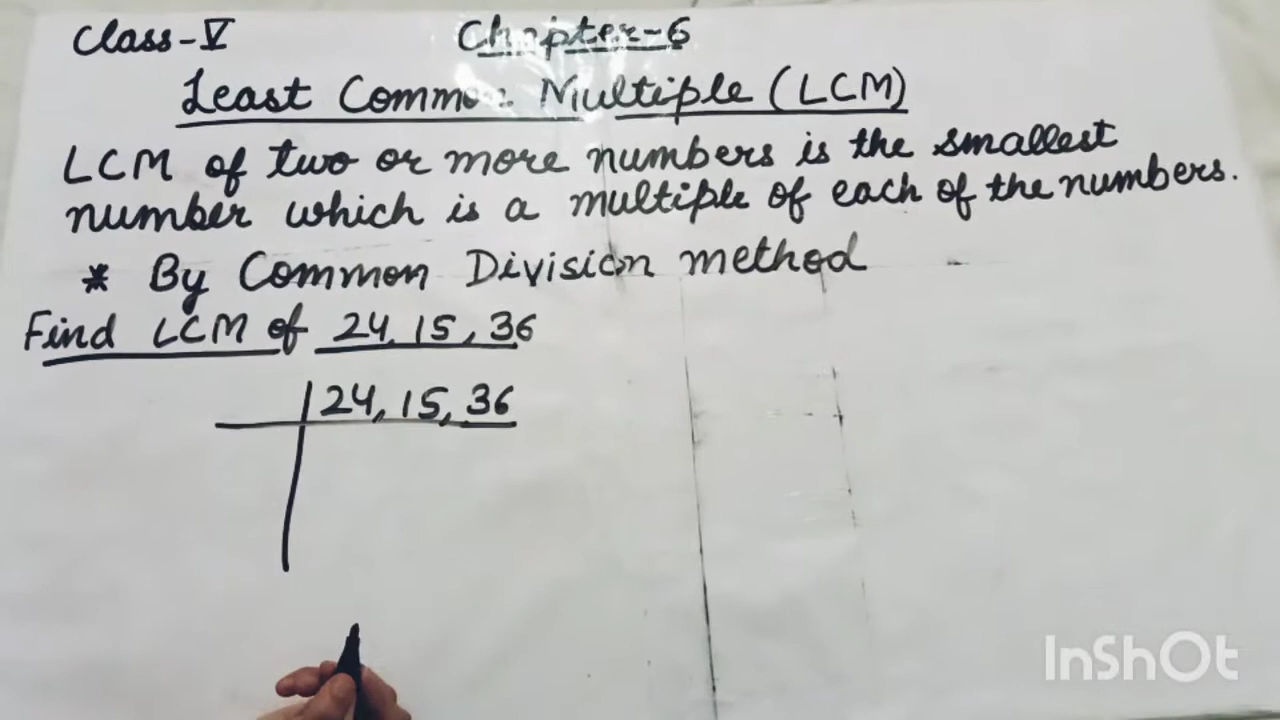 Class-V Chapter-6
Least Common Multiple (LCM)
LCM of two or more numbers is the smallest
number which is a multiple of each of the numbers.
* By Common Division method
Find LCM of 24, 15, 36
24, 15, 36
InShOt